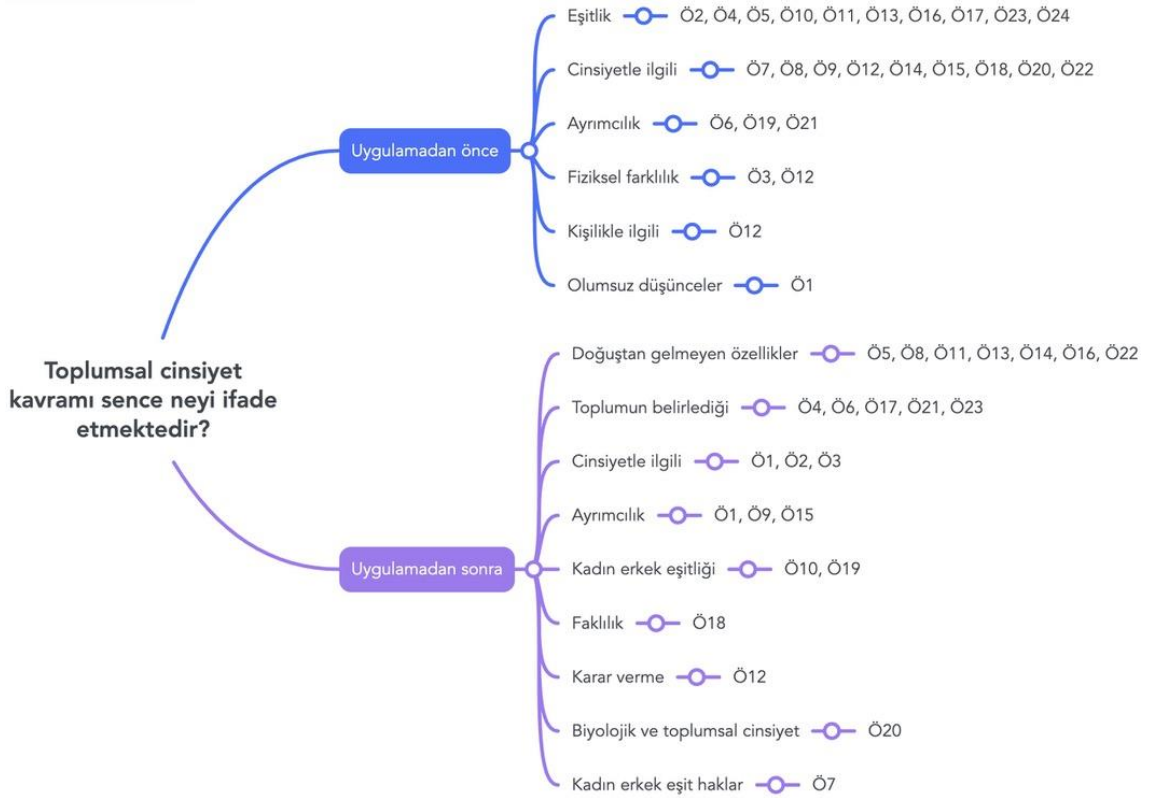 Toplumsal cinsiyet
kavramı sence neyi ifade
etmektedir?
Uygulamadan önce
Eşitlik Ö2, Ö4, Ö5, Ö10, Ö11, Ö13, Ö16, Ö17, Ö23, Ö24
Cinsiyetle ilgili Ö7, Ö8, Ö9, Ö12, Ö14, Ö15, Ö18, Ö20, Ö22
Ayrımcılık Ö6, Ö19, Ö21
Fiziksel farklılık Ö3, Ö12
Kişilikle ilgili Ö12
Olumsuz düşünceler Ö1
Uygulamadan sonra
Doğuştan gelmeyen özellikler Ö5, Ö8, Ö11, Ö13, Ö14, Ö16, Ö22
Toplumun belirlediği Ö4, Ö6, Ö17, Ö21, Ö23
Cinsiyetle ilgili Ö1, Ö2, Ö3
Ayrımcılık Ö1, Ö9, Ö15
Kadın erkek eşitliği Ö10, Ö19
Faklılık Ö18
Karar verme Ö12
Biyolojik ve toplumsal cinsiyet Ö20
Kadın erkek eşit haklar Ö7